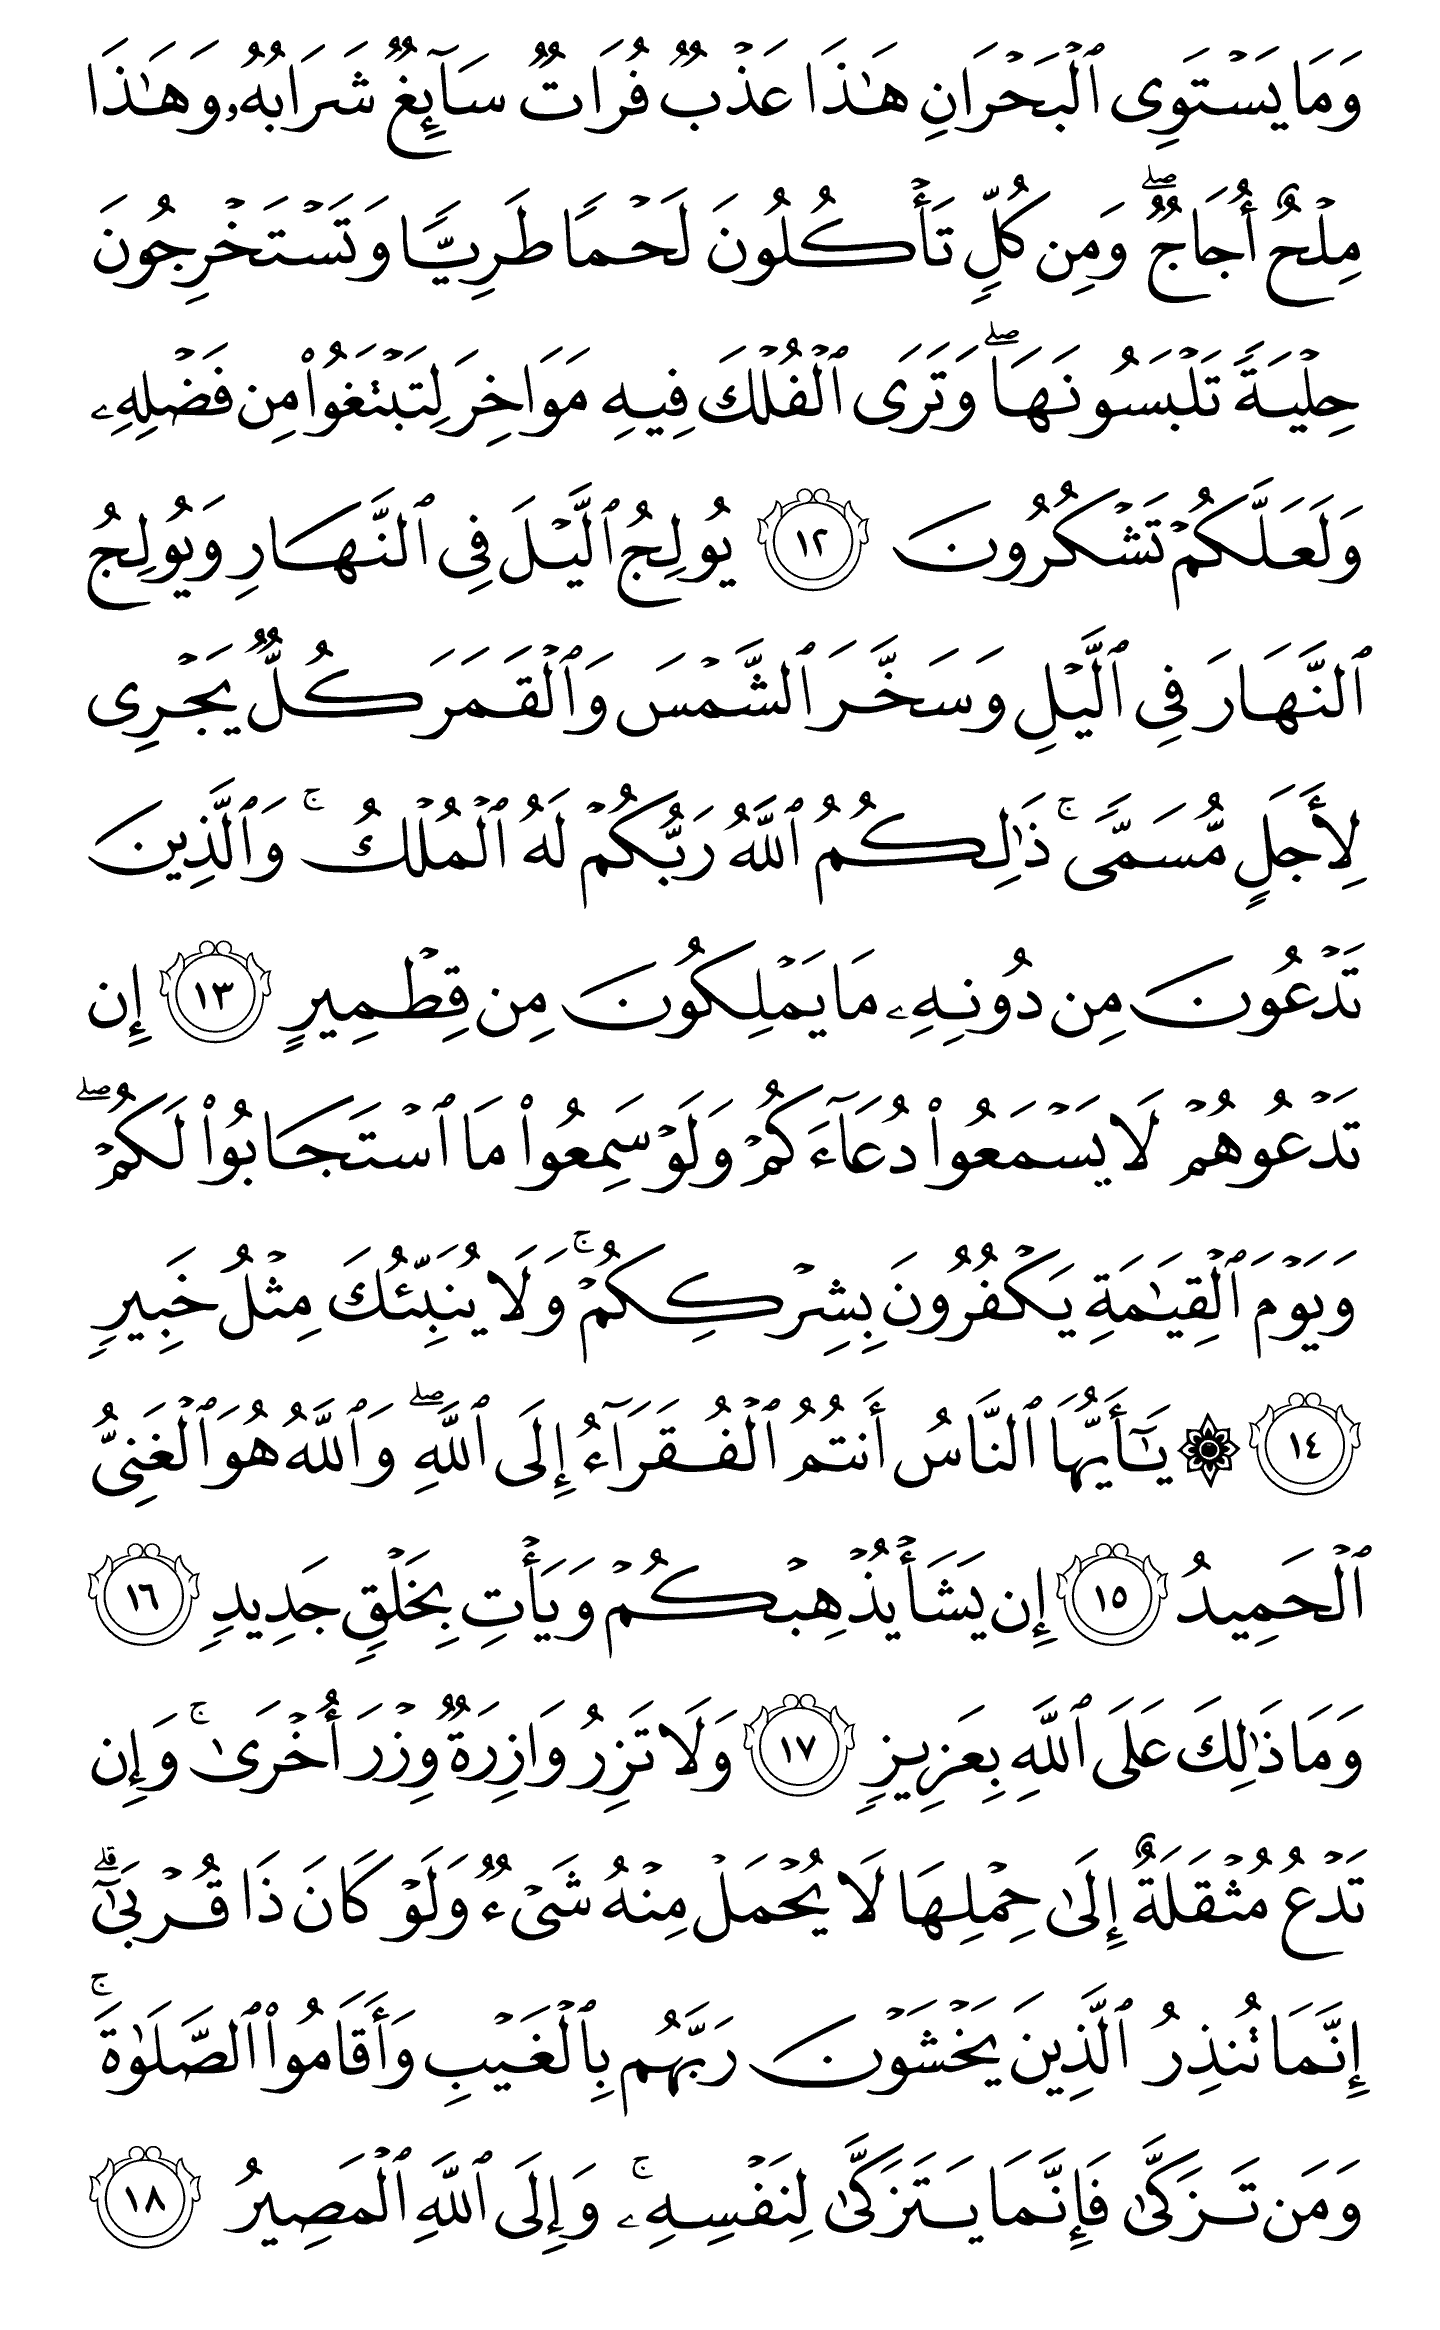 وَمَا يَسۡتَوِى ٱلۡبَحۡرَانِ هَٰذَا عَذۡبٌ فُرَاتٌ سَآئِغٌ شَرَابُهُۥ وَهَٰذَا
مِلۡحٌ أُجَاجٌ ۖ وَمِن كُلٍّ تَأۡكُلُونَ لَحۡمًا طَرِيًّا وَتَسۡتَخۡرِجُونَ
حِلۡيَةً تَلۡبَسُونَهَا ۖ وَتَرَى ٱلۡفُلۡكَ فِيهِ مَوَاخِرَ لِتَبۡتَغُواْ مِن فَضۡلِهِۦ
وَلَعَلَّكُمۡ تَشۡكُرُونَ ١٢ يُولِجُ ٱلَّيۡلَ فِى ٱلنَّهَارِ وَيُولِجُ
ٱلنَّهَارَ فِى ٱلَّيۡلِ وَسَخَّرَ ٱلشَّمۡسَ وَٱلۡقَمَرَ كُلٌّ يَجۡرِى
لِأَجَلٍ مُّسَمًّى ۚ ذَٰلِكُمُ ٱللَّهُ رَبُّكُمۡ لَهُ ٱلۡمُلۡكُ ۚ وَٱلَّذِينَ
تَدۡعُونَ مِن دُونِهِۦ مَا يَمۡلِكُونَ مِن قِطۡمِيرٍ ١٣ إِن
تَدۡعُوهُمۡ لَا يَسۡمَعُواْ دُعَآءَكُمۡ وَلَوۡ سَمِعُواْ مَا ٱسۡتَجَابُواْ لَكُمۡ ۖ
وَيَوۡمَ ٱلۡقِيَٰمَةِ يَكۡفُرُونَ بِشِرۡكِكُمۡ ۚ وَلَا يُنَبِّئُكَ مِثۡلُ خَبِيرٍ
١٤ ۞ يَٰٓأَيُّهَا ٱلنَّاسُ أَنتُمُ ٱلۡفُقَرَآءُ إِلَى ٱللَّهِ ۖ وَٱللَّهُ هُوَ ٱلۡغَنِىُّ
ٱلۡحَمِيدُ ١٥ إِن يَشَأۡ يُذۡهِبۡكُمۡ وَيَأۡتِ بِخَلۡقٍ جَدِيدٍ ١٦
وَمَا ذَٰلِكَ عَلَى ٱللَّهِ بِعَزِيزٍ ١٧ وَلَا تَزِرُ وَازِرَةٌ وِزۡرَ أُخۡرَىٰ ۚ وَإِن
تَدۡعُ مُثۡقَلَةٌ إِلَىٰ حِمۡلِهَا لَا يُحۡمَلۡ مِنۡهُ شَىۡءٌ وَلَوۡ كَانَ ذَا قُرۡبَىٰٓ ۗ
إِنَّمَا تُنذِرُ ٱلَّذِينَ يَخۡشَوۡنَ رَبَّهُم بِٱلۡغَيۡبِ وَأَقَامُواْ ٱلصَّلَوٰةَ ۚ
وَمَن تَزَكَّىٰ فَإِنَّمَا يَتَزَكَّىٰ لِنَفۡسِهِۦ ۚ وَإِلَى ٱللَّهِ ٱلۡمَصِيرُ ١٨